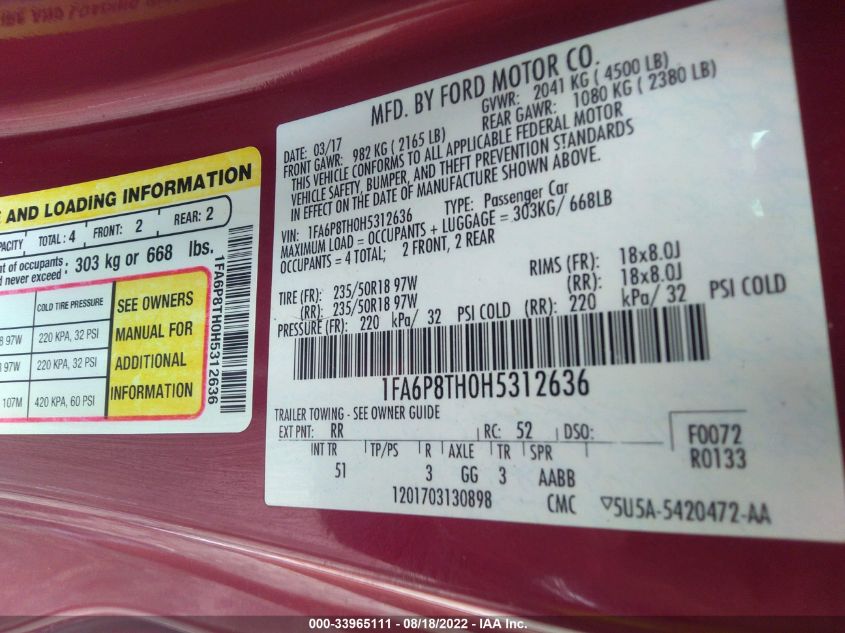 E AND LOADING INFORMATION
PACITY TOTAL: 4 FRONT: 2 REAR: 2
nt of occupants
d never exceed 303 kg or 668 lbs.
COLD TIRE PRESSURE
8 97W 220 KPA, 32 PSI
97W 220 KPA, 32 PSI
107M 420 KPA, 60 PSI
SEE OWNERS
MANUAL FOR
ADDITIONAL
INFORMATION
1FA6P8TH0H5312636
MFD. BY FORD MOTOR CO.
DATE: 03/17 GVWR: 2041 KG ( 4500 LB)
FRONT GAWR: 982 KG ( 2165 LB) REAR GAWR: 1080 KG ( 2380 LB)
THIS VEHICLE CONFORMS TO ALL APPLICABLE FEDERAL MOTOR
VEHICLE SAFETY, BUMPER, AND THEFT PREVENTION STANDARDS
IN EFFECT ON THE DATE OF MANUFACTURE SHOWN ABOVE.
VIN: 1FA6P8TH0H5312636 TYPE: Passenger Car
MAXIMUM LOAD = OCCUPANTS + LUGGAGE = 303KG/ 668LB
OCCUPANTS = 4 TOTAL; 2 FRONT, 2 REAR
TIRE (FR): 235/50R18 97W RIMS (FR): 18x8.0J
(RR): 235/50R18 97W (RR): 18x8.0J
PRESSURE (FR): 220 kPa/ 32 PSI COLD (RR): 220 kPa/ 32 PSI COLD
1FA6P8TH0H5312636
TRAILER TOWING - SEE OWNER GUIDE
EXT PNT: RR RC: 52 DSO: F0072
INT TR TP/PS R AXLE TR SPR R0133
51 3 GG 3 AABB
1201703130898 CMC ▽5U5A-5420472-AA
000-33965111 - 08/18/2022 - IAA Inc.